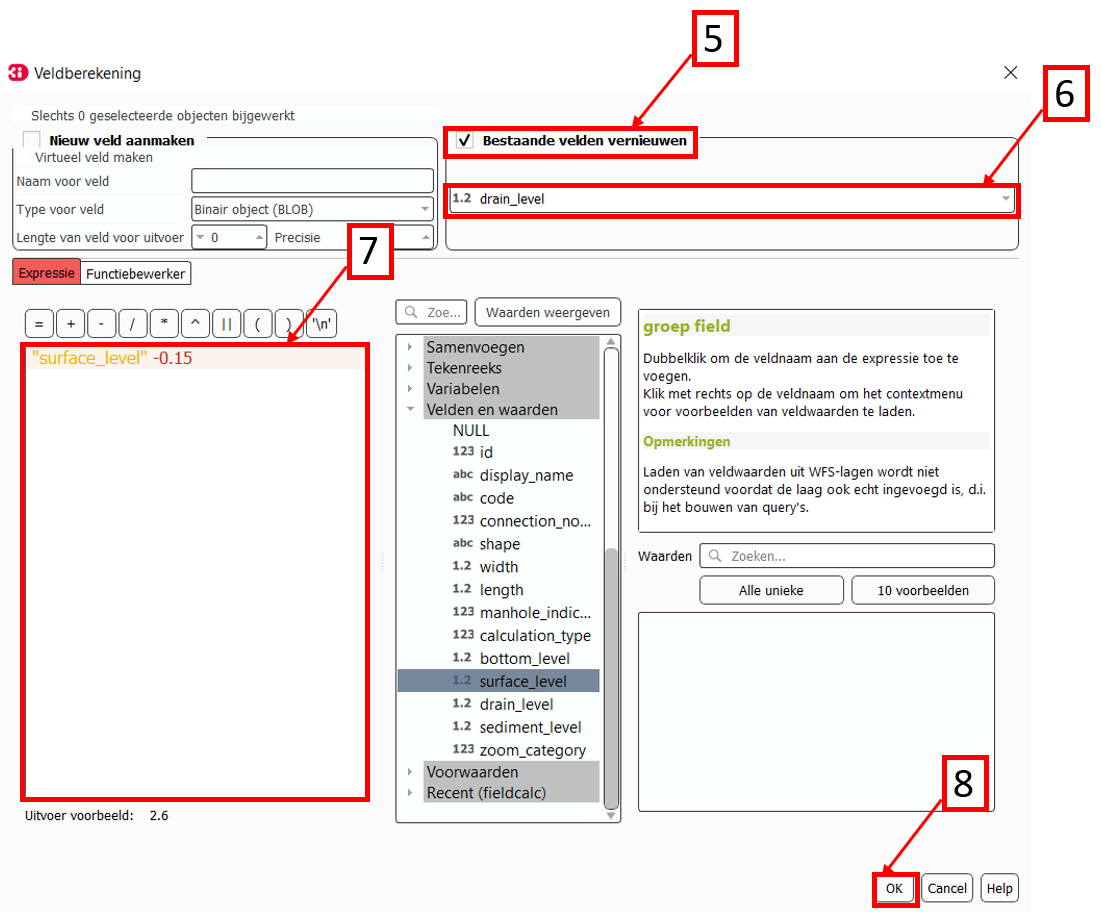 5
6
3i Veldberekening
Slechts 0 geselecteerde objecten bijgewerkt
Nieuw veld aanmaken
Virtueel veld maken
Naam voor veld
Type voor veld Binair object (BLOB)
Lengte van veld voor uitvoer 0 Precisie
Bestaande velden vernieuwen
1.2 drain_level
7
Expressie Functiebewerker
= + - / * ^ || ( ) '\n'
"surface_level" -0.15
Uitvoer voorbeeld: 2.6
Zoe... Waarden weergeven
Samenvoegen
Tekenreeks
Variabelen
Velden en waarden
NULL
123 id
abc display_name
abc code
123 connection_no...
abc shape
1.2 width
1.2 length
123 manhole_indic...
123 calculation_type
1.2 bottom_level
1.2 surface_level
1.2 drain_level
1.2 sediment_level
123 zoom_category
Voorwaarden
Recent (fieldcalc)
groep field
Dubbelklik om de veldnaam aan de expressie toe te
voegen.
Klik met rechts op de veldnaam om het contextmenu
voor voorbeelden van veldwaarden te laden.
Opmerkingen
Laden van veldwaarden uit WFS-lagen wordt niet
ondersteund voordat de laag ook echt ingevoegd is, d.i.
bij het bouwen van query's.
Waarden Zoeken...
Alle unieke 10 voorbeelden
8
OK Cancel Help